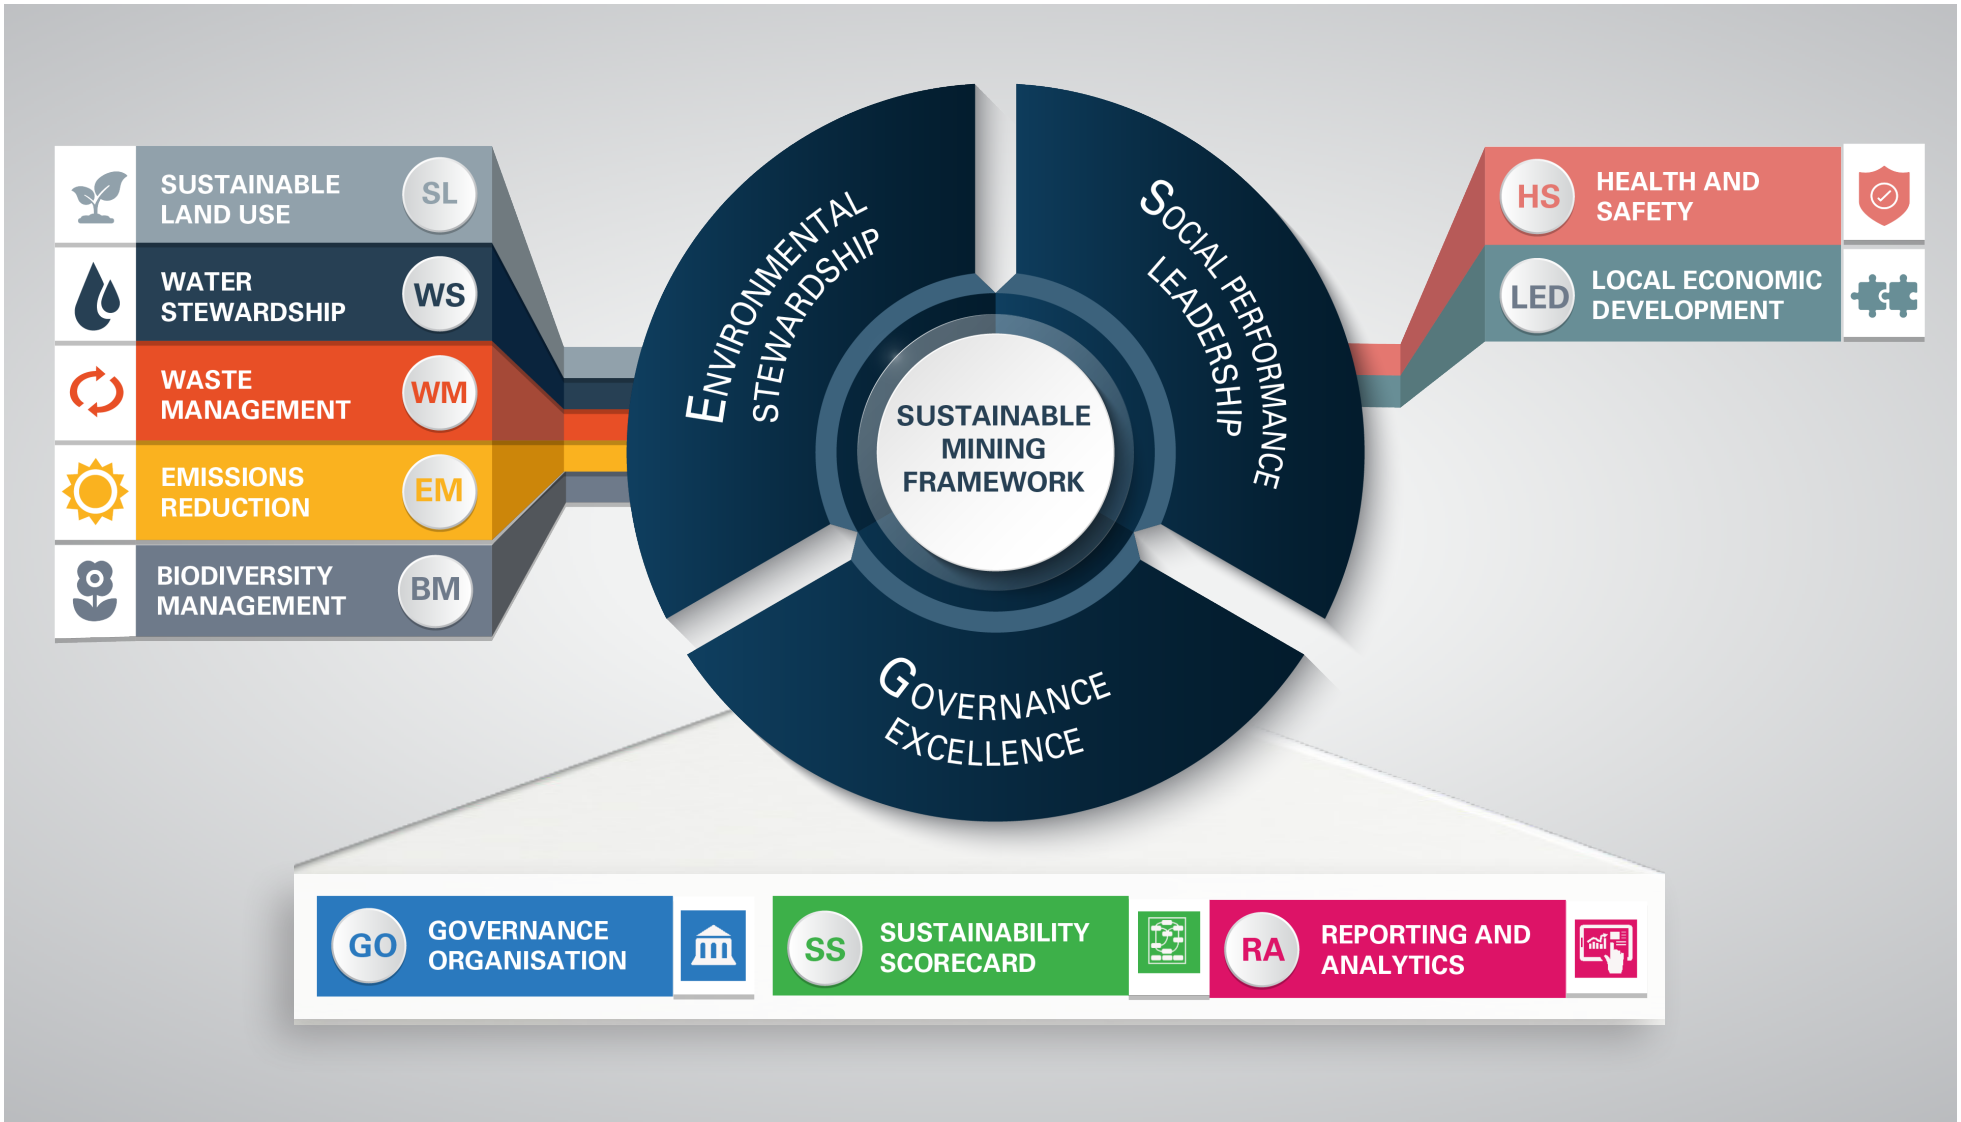 SUSTAINABLE
LAND USE
SL
WATER
STEWARDSHIP
WS
WASTE
MANAGEMENT
WM
EMISSIONS
REDUCTION
EM
BIODIVERSITY
MANAGEMENT
BM
ENVIRONMENTAL
STEWARDSHIP
SOCIAL PERFORMANCE
LEADERSHIP
SUSTAINABLE
MINING
FRAMEWORK
GOVERNANCE
EXCELLENCE
HS
HEALTH AND
SAFETY
LED
LOCAL ECONOMIC
DEVELOPMENT
GO
GOVERNANCE
ORGANISATION
SS
SUSTAINABILITY
SCORECARD
RA
REPORTING AND
ANALYTICS